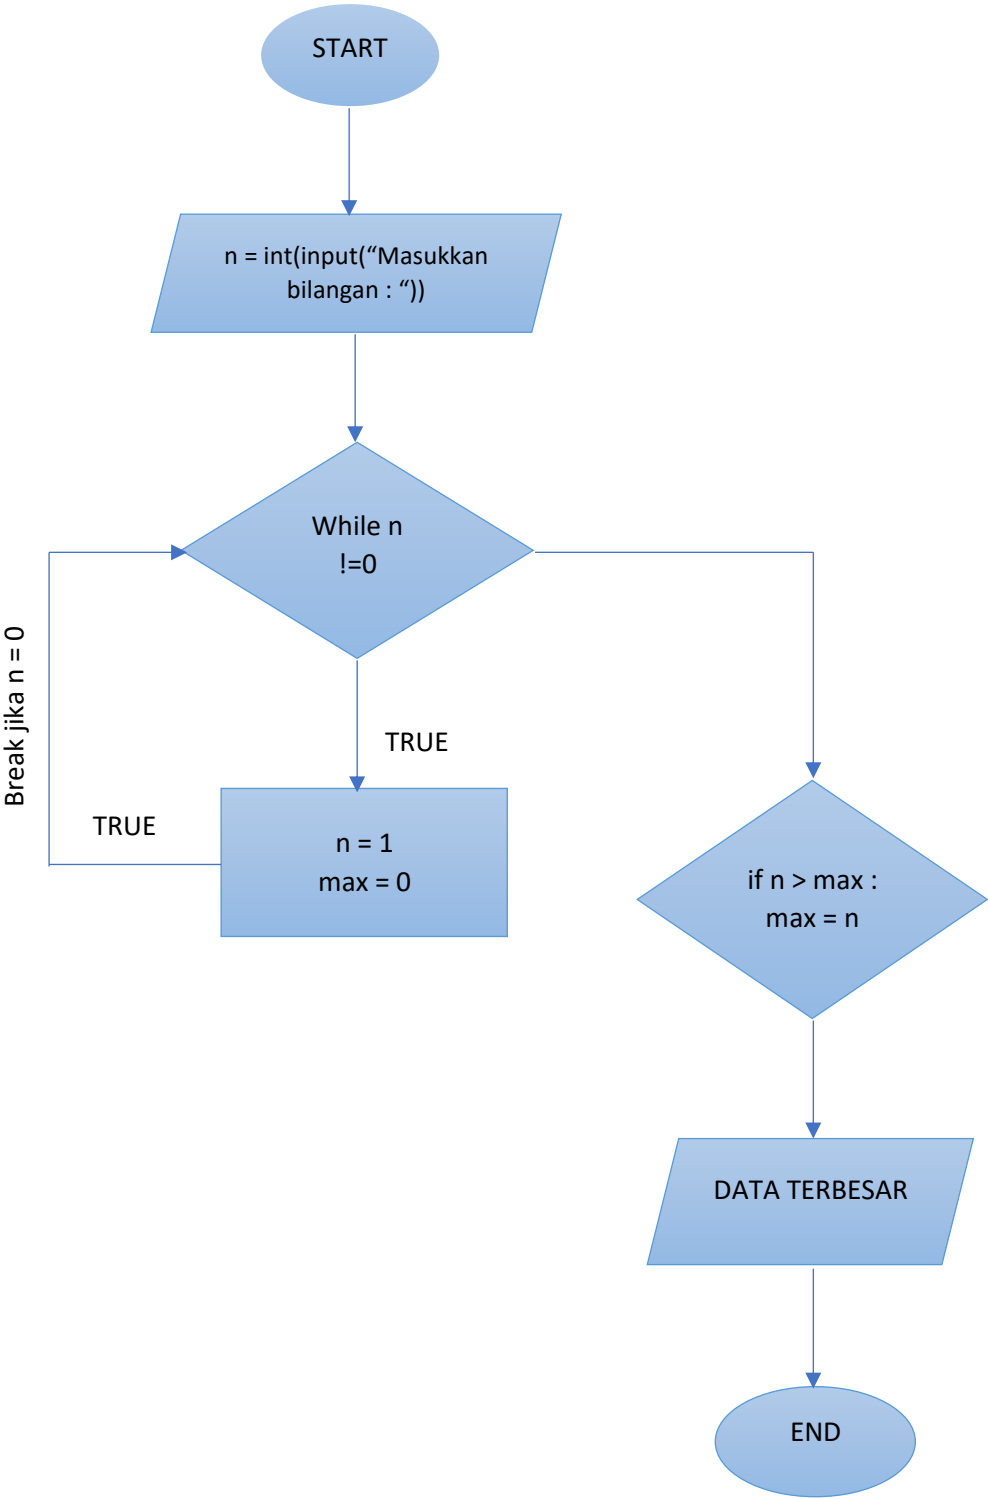 START
n = int(input(“Masukkan
bilangan : “))
While n
!=0
Break jika n = 0
TRUE
TRUE
n = 1
max = 0
if n > max :
max = n
DATA TERBESAR
END